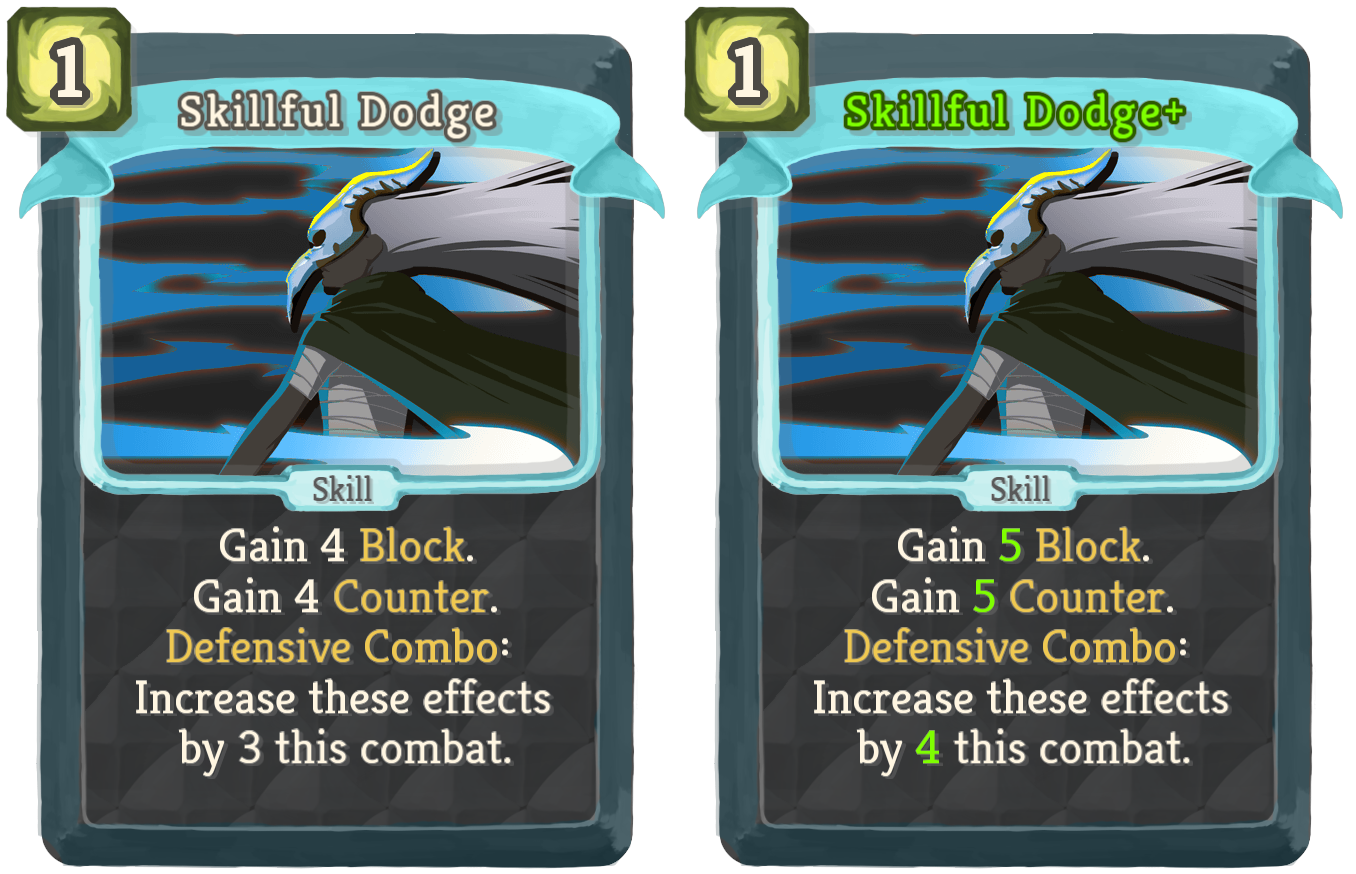 1
Skillful Dodge
Skill
Gain 4 Block.
Gain 4 Counter.
Defensive Combo:
Increase these effects
by 3 this combat.
1
Skillful Dodge+
Skill
Gain 5 Block.
Gain 5 Counter.
Defensive Combo:
Increase these effects
by 4 this combat.